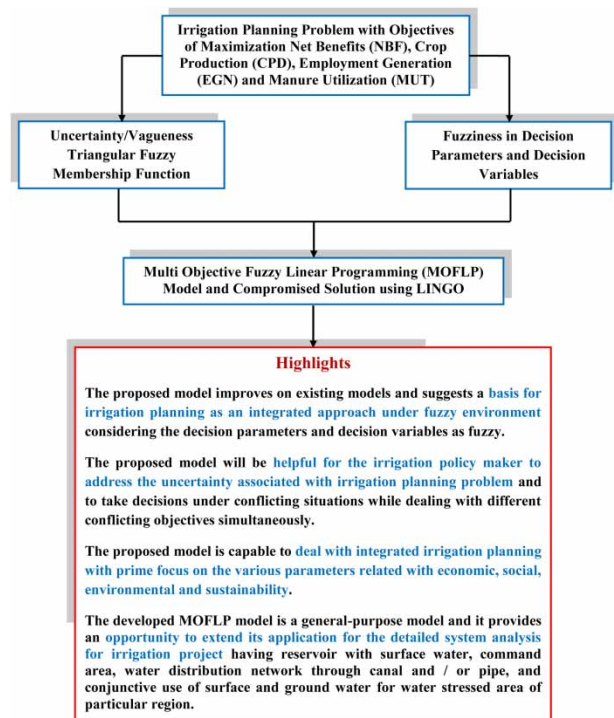 Irrigation Planning Problem with Objectives
of Maximization Net Benefits (NBF), Crop
Production (CPD), Employment Generation
(EGN) and Manure Utilization (MUT)
Uncertainty/Vagueness
Triangular Fuzzy
Membership Function
Fuzziness in Decision
Parameters and Decision
Variables
Multi Objective Fuzzy Linear Programming (MOFLP)
Model and Compromised Solution using LINGO
Highlights
The proposed model improves on existing models and suggests a basis for
irrigation planning as an integrated approach under fuzzy environment
considering the decision parameters and decision variables as fuzzy.
The proposed model will be helpful for the irrigation policy maker to
address the uncertainty associated with irrigation planning problem and
to take decisions under conflicting situations while dealing with different
conflicting objectives simultaneously.
The proposed model is capable to deal with integrated irrigation planning
with prime focus on the various parameters related with economic, social,
environmental and sustainability.
The developed MOFLP model is a general-purpose model and it provides
an opportunity to extend its application for the detailed system analysis
for irrigation project having reservoir with surface water, command
area, water distribution network through canal and / or pipe, and
conjunctive use of surface and ground water for water stressed area of
particular region.